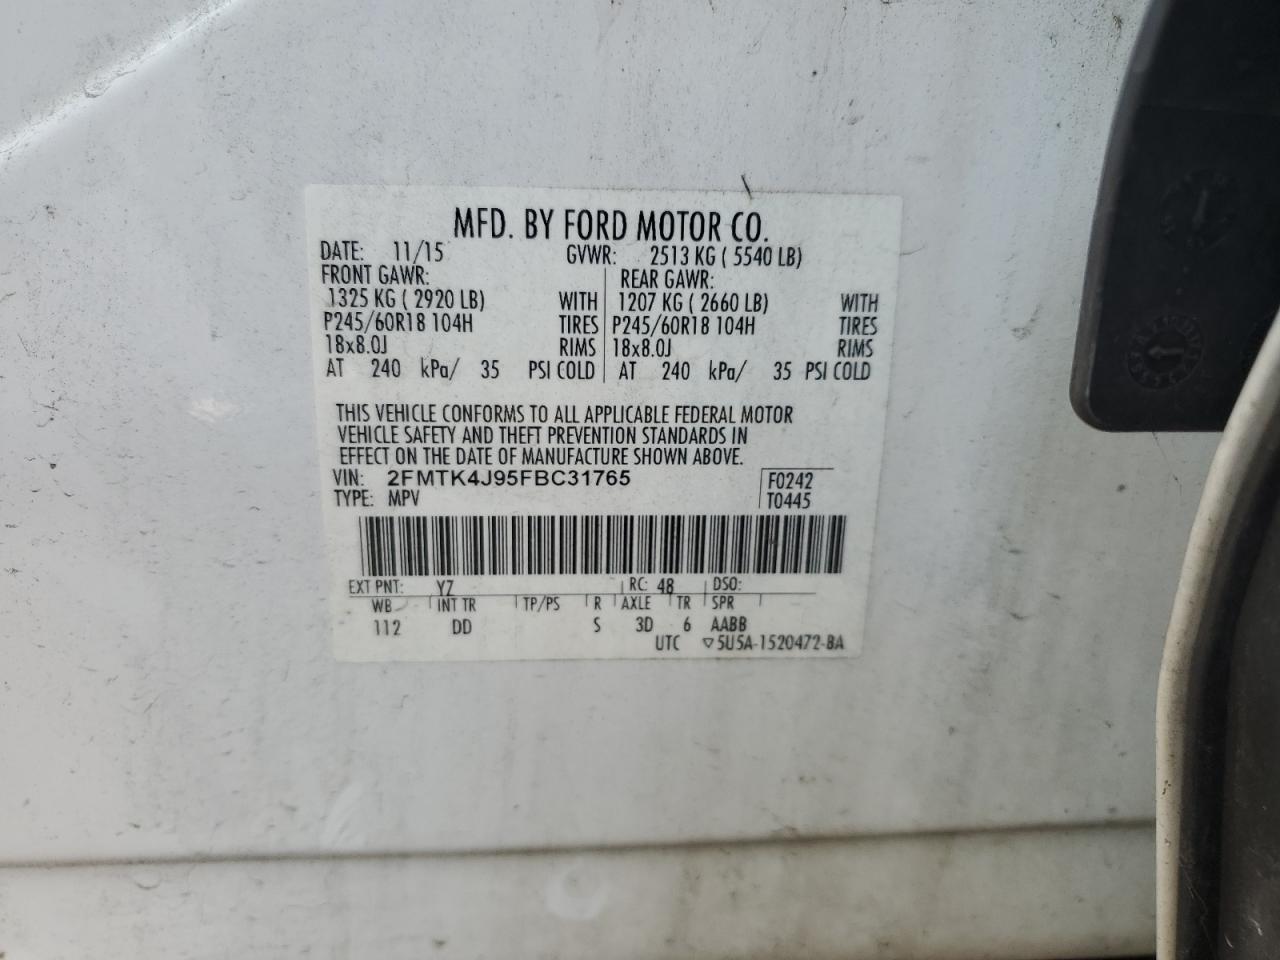 MFD. BY FORD MOTOR CO.
DATE: 11/15 GVWR: 2513 KG ( 5540 LB)
FRONT GAWR: REAR GAWR:
1325 KG ( 2920 LB) WITH 1207 KG ( 2660 LB) WITH
P245/60R18 104H TIRES P245/60R18 104H TIRES
18x8.0J RIMS 18x8.0J RIMS
AT 240 kPa/ 35 PSI COLD AT 240 kPa/ 35 PSI COLD
THIS VEHICLE CONFORMS TO ALL APPLICABLE FEDERAL MOTOR
VEHICLE SAFETY AND THEFT PREVENTION STANDARDS IN
EFFECT ON THE DATE OF MANUFACTURE SHOWN ABOVE.
VIN: 2FMTK4J95FBC31765 F0242
TYPE: MPV T0445
EXT PNT: YZ RC: 48 DSO:
WB INT TR TP/PS R AXLE TR SPR
112 DD S 3D 6 AABB
UTC ▽5U5A-1520472-BA